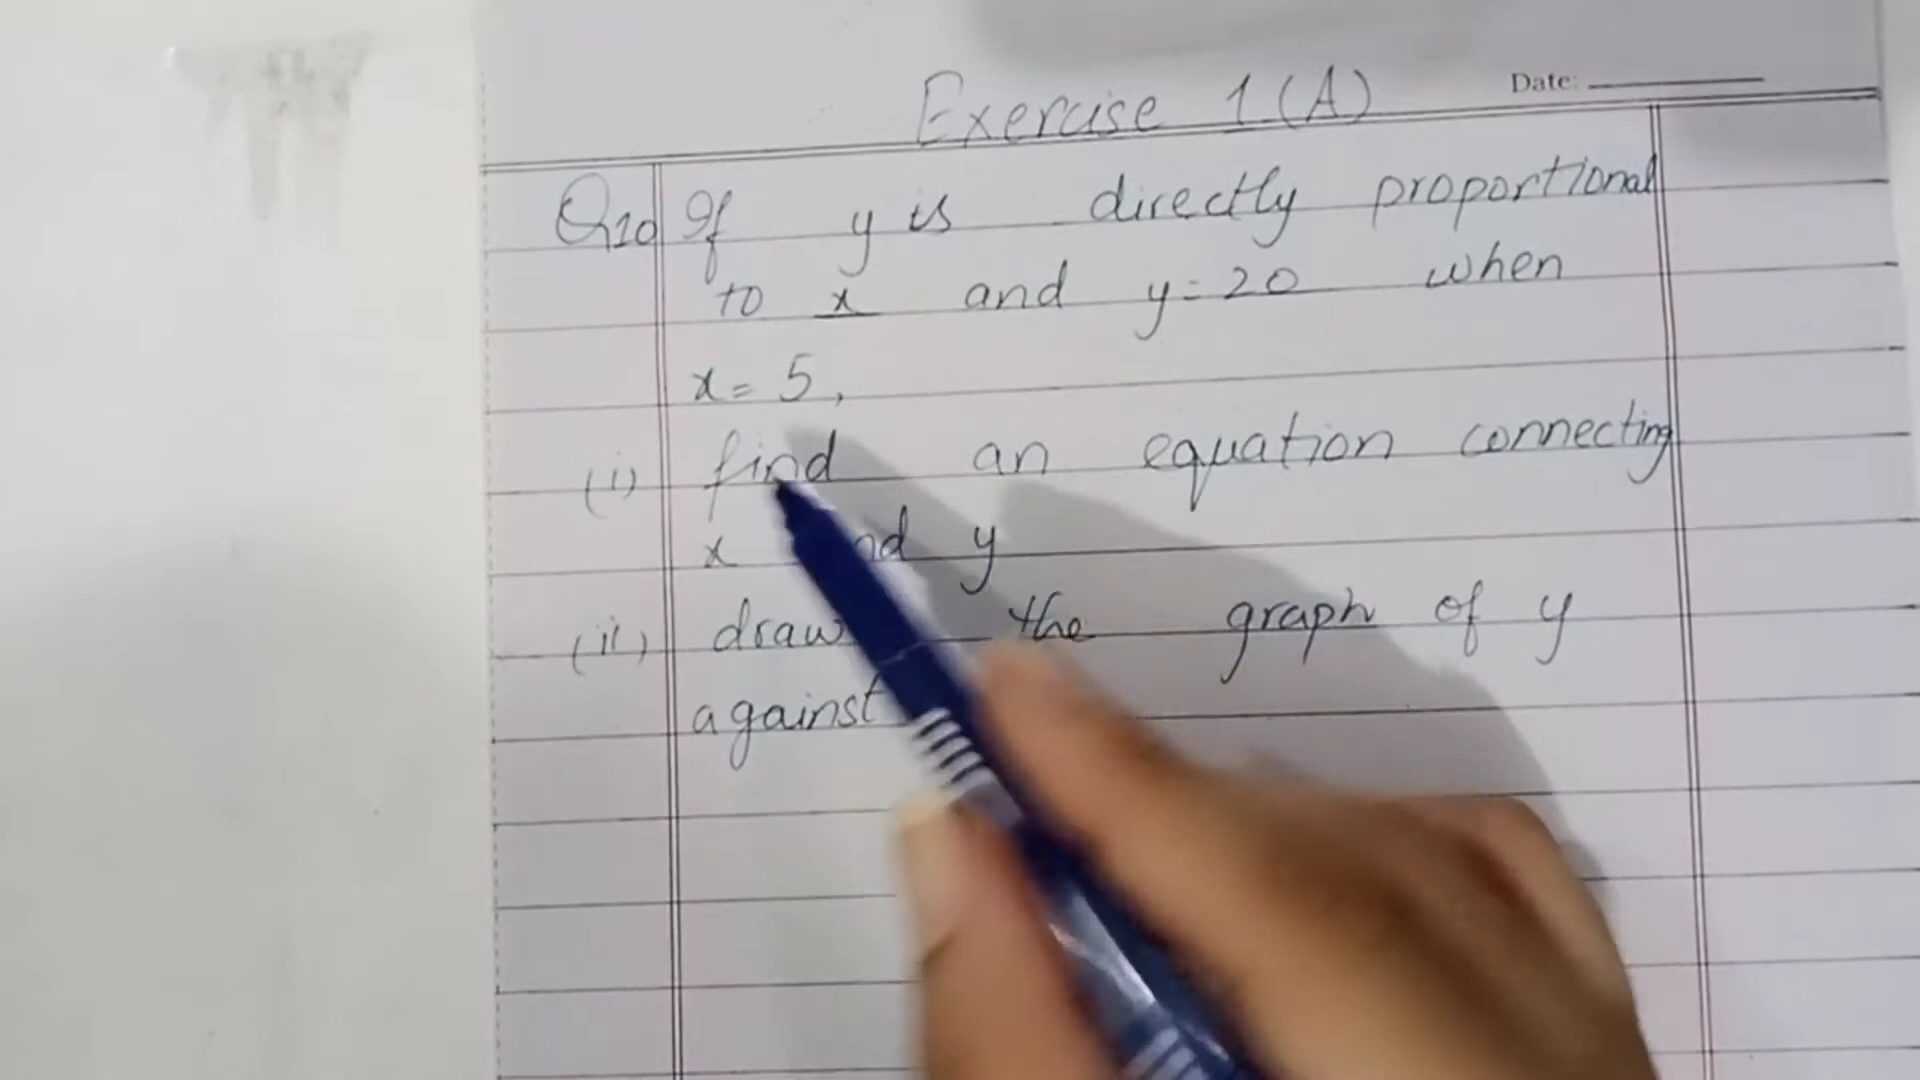 Exercise 1(A)
Date:
Q10 If y is directly proportional
to x and y=20 when
x = 5,
(i) find an equation connecting
x y
(ii) draw the graph of y
against